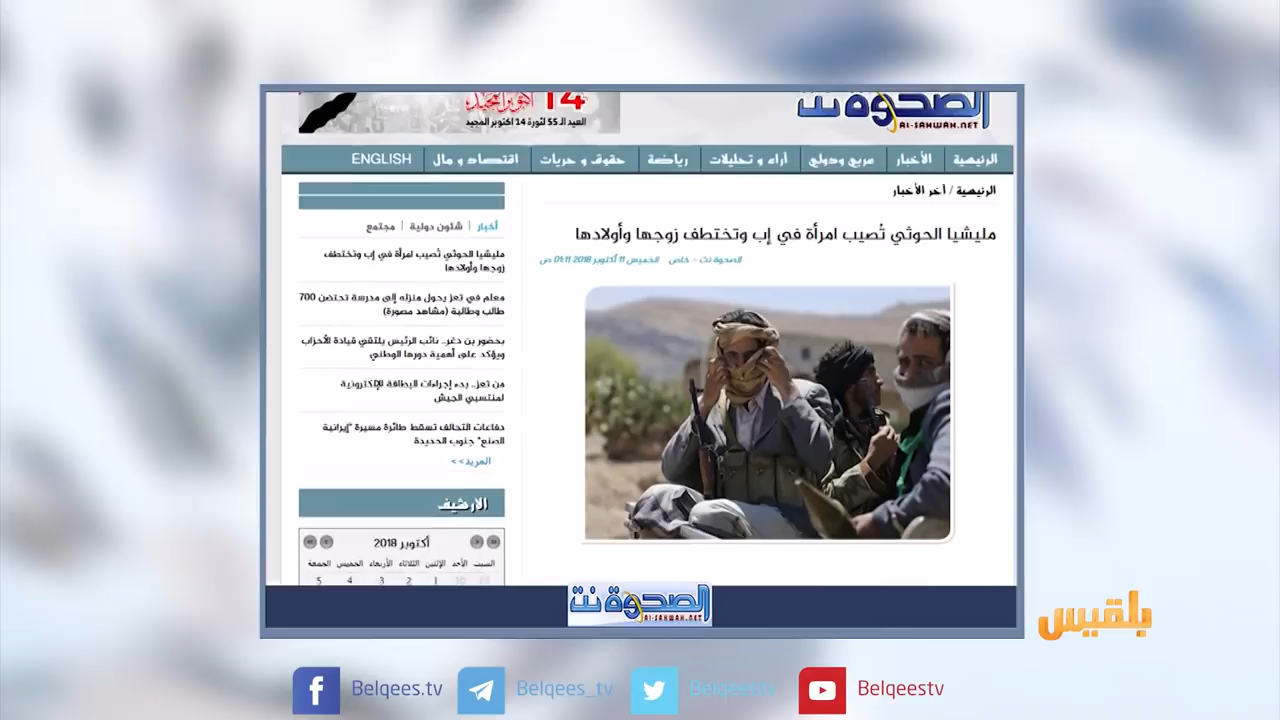 14 أكتوبر المجيد
العيد الـ 55 لثورة 14 اكتوبر المجيد
الصحوة نت
AL-SAHWAH.NET
الرئيسية الأخبار عربي ودولي آراء و تحليلات رياضة حقوق و حريات اقتصاد و مال ENGLISH
الرئيسية / آخر الأخبار
مليشيا الحوثي تُصيب امرأة في إب وتختطف زوجها وأولادها
الصحوة نت - خاص الخميس 11 أكتوبر 2018 01:11 ص
أخبار | شئون دولية | مجتمع
مليشيا الحوثي تُصيب امرأة في إب وتختطف
زوجها وأولادها
معلم في تعز يحول منزله إلى مدرسة تحتضن 700
طالب وطالبة (مشاهد مصورة)
بحضور بن دغر.. نائب الرئيس يلتقي قيادة الأحزاب
ويؤكد على أهمية دورها الوطني
من تعز.. بدء إجراءات البطاقة الإلكترونية
لمنتسبي الجيش
دفاعات التحالف تسقط طائرة مسيرة "إيرانية
الصنع" جنوب الحديدة
المزيد>>
الارشيف
أكتوبر 2018
السبت الأحد الإثنين الثلاثاء الأربعاء الخميس الجمعة
1 2 3 4 5
الصحوة نت
AL-SAHWAH.NET
بلقيس
Belqees.tv
Belqees_tv
Belqeestv
Belqeestv